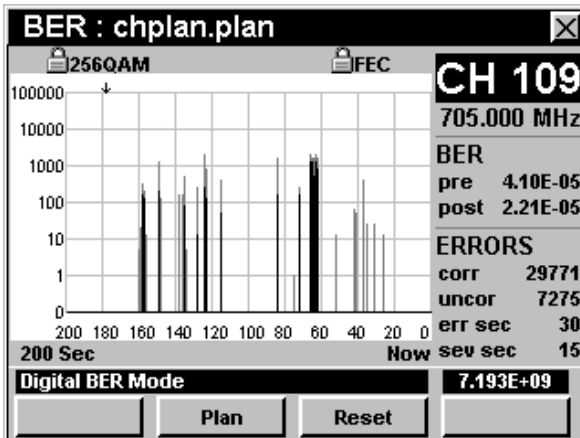 BER : chplan.plan
256QAM FEC
CH 109
705.000 MHz
100000
10000
1000
100
10
1
0
200 180 160 140 120 100 80 60 40 20 0
200 Sec Now
BER
pre 4.10E-05
post 2.21E-05
ERRORS
corr 29771
uncor 7275
err sec 30
sev sec 15
Digital BER Mode 7.193E+09
Plan Reset